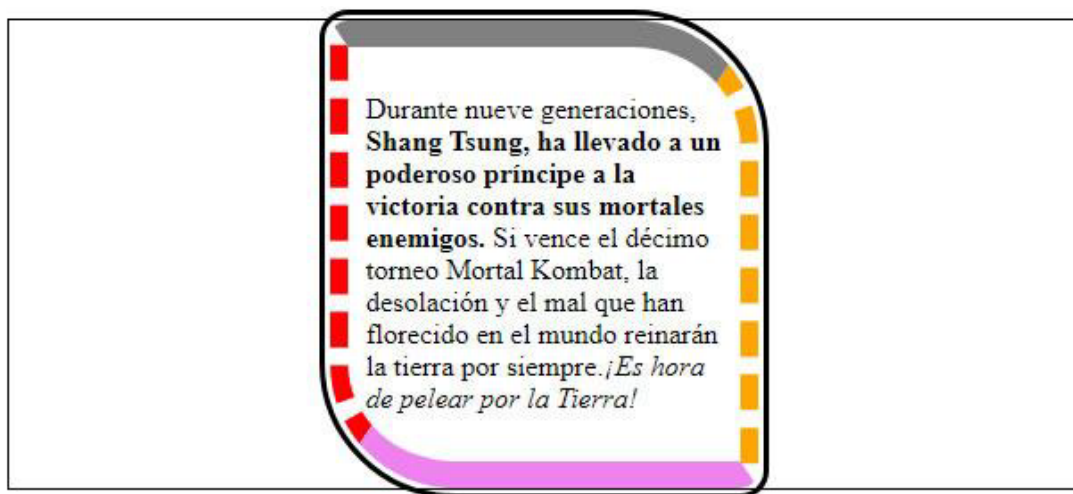 Durante nueve generaciones,
Shang Tsung, ha llevado a un
poderoso príncipe a la
victoria contra sus mortales
enemigos. Si vence el décimo
torneo Mortal Kombat, la
desolación y el mal que han
florecido en el mundo reinarán
la tierra por siempre.¡Es hora
de pelear por la Tierra!